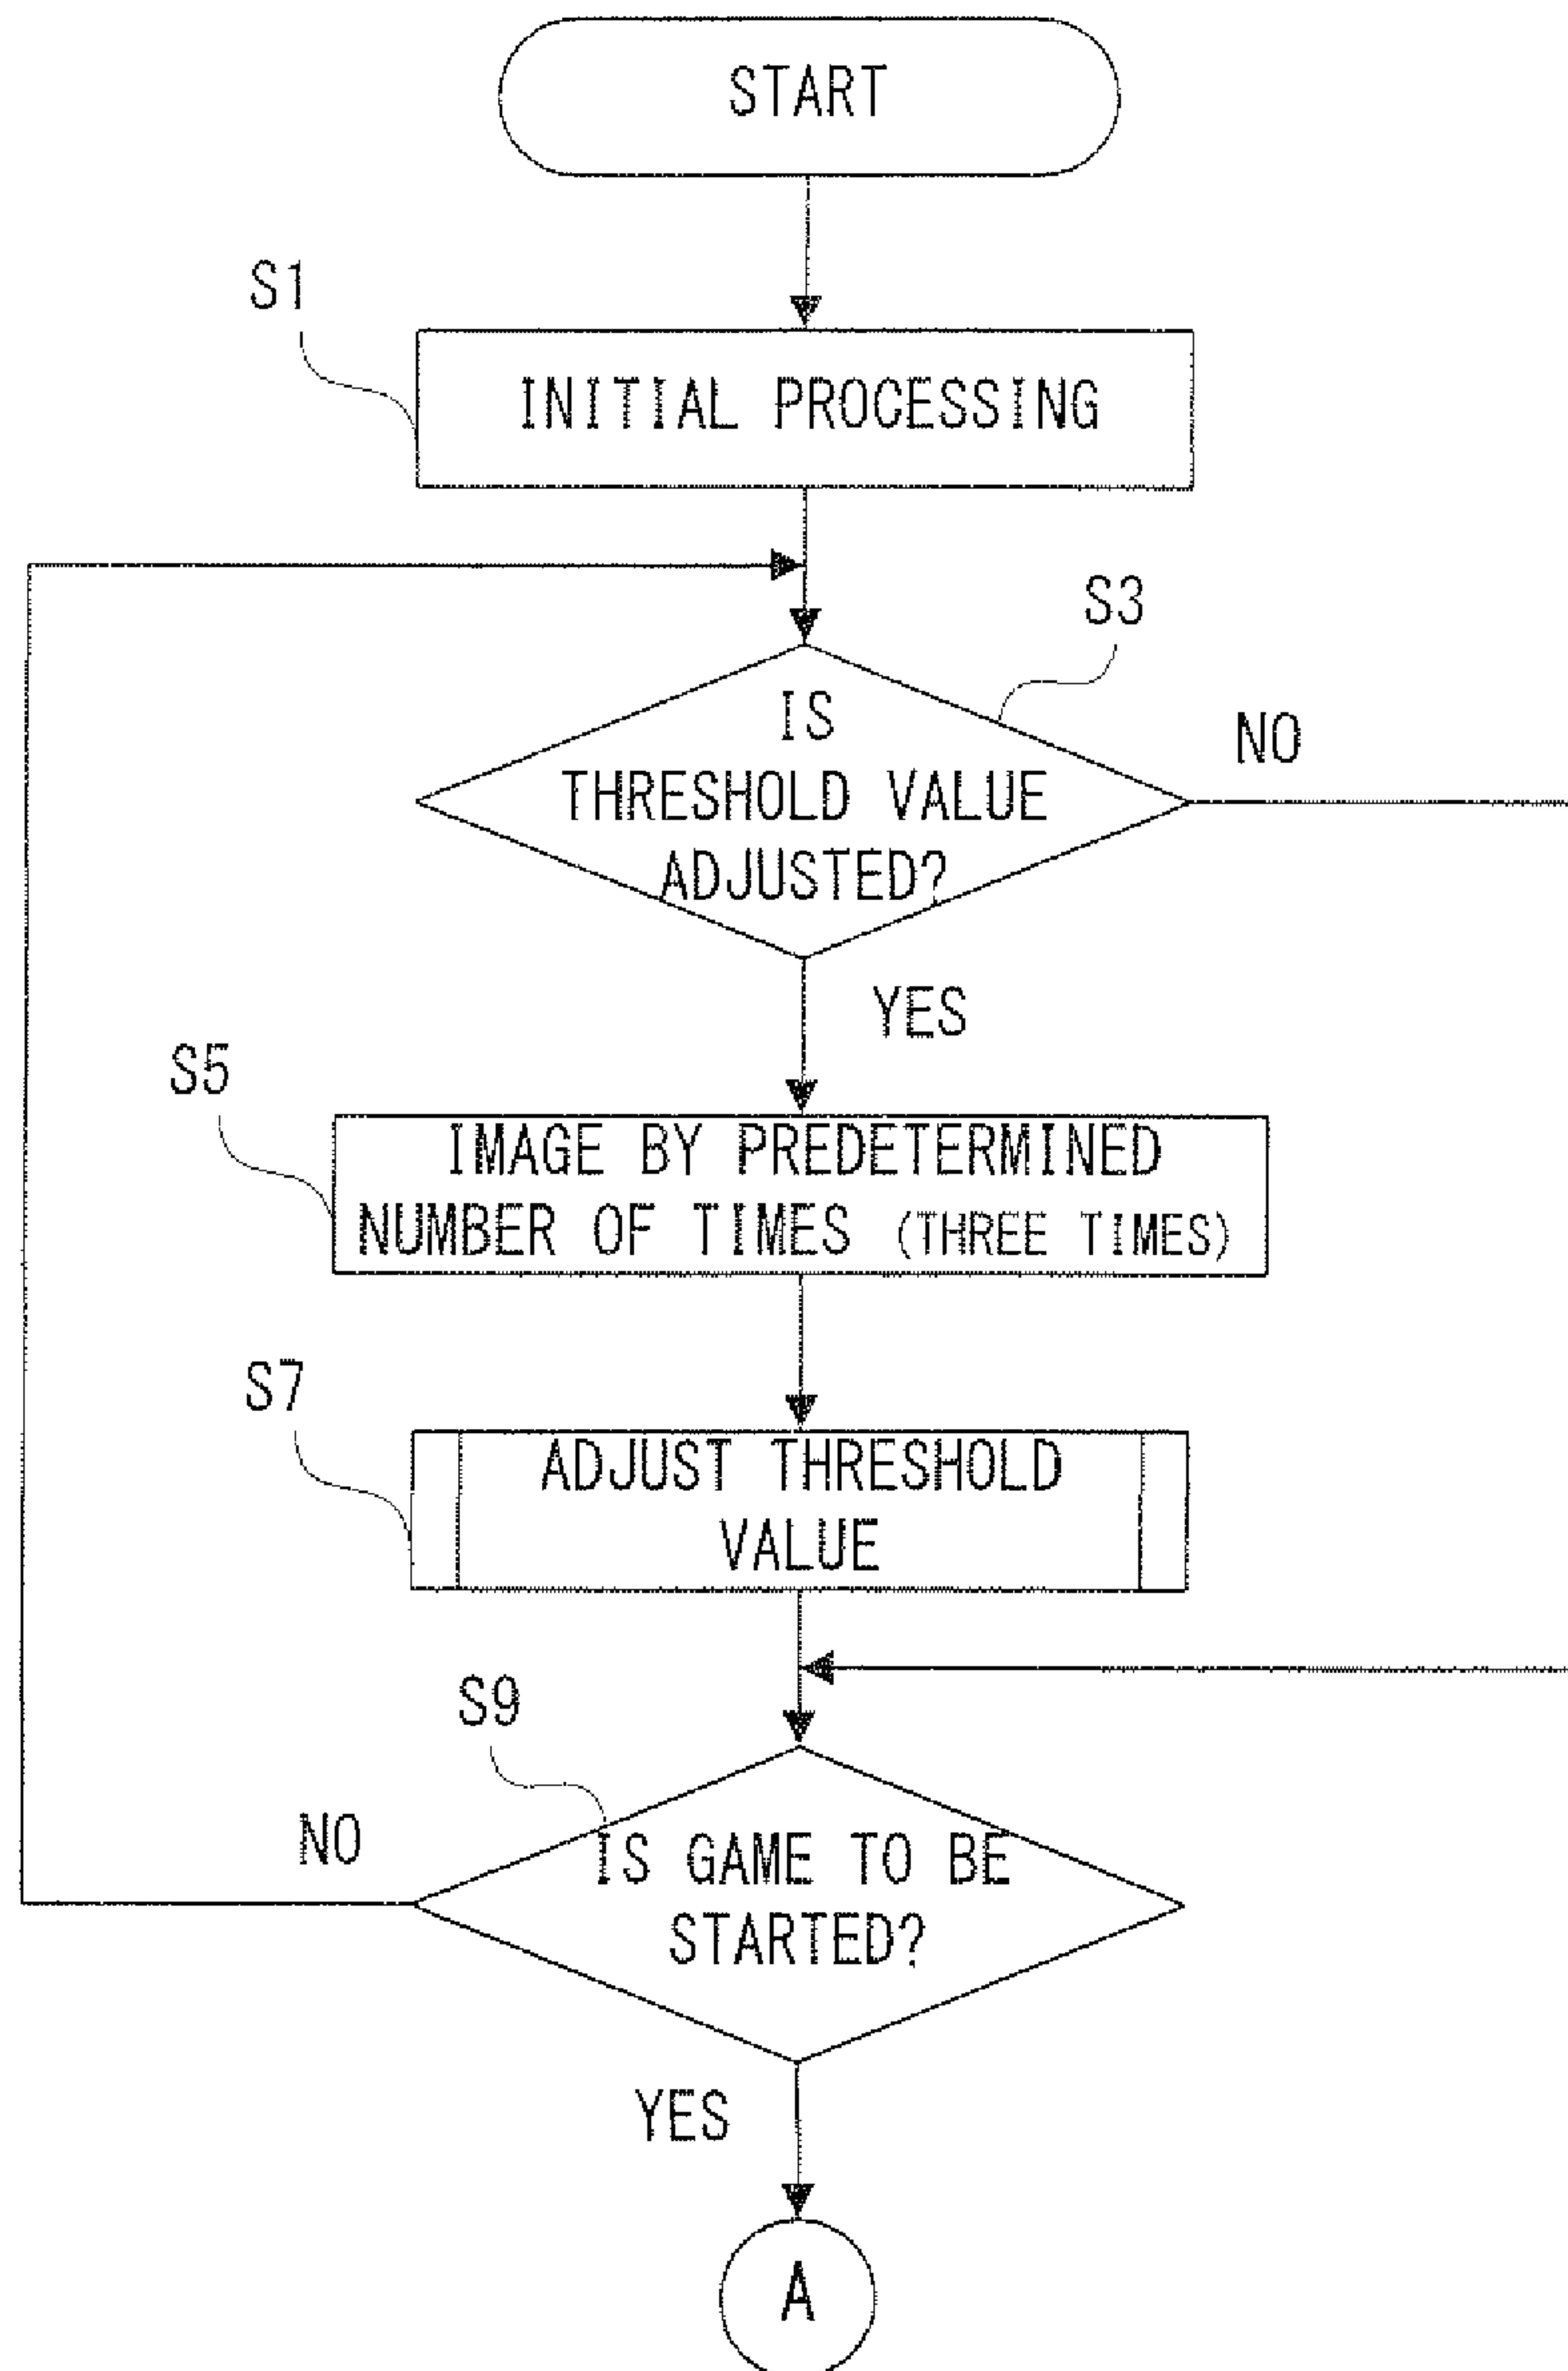 START
S1
INITIAL PROCESSING
S3
IS
THRESHOLD VALUE
ADJUSTED?
NO
YES
S5
IMAGE BY PREDETERMINED
NUMBER OF TIMES (THREE TIMES)
S7
ADJUST THRESHOLD
VALUE
S9
NO
IS GAME TO BE
STARTED?
YES
A